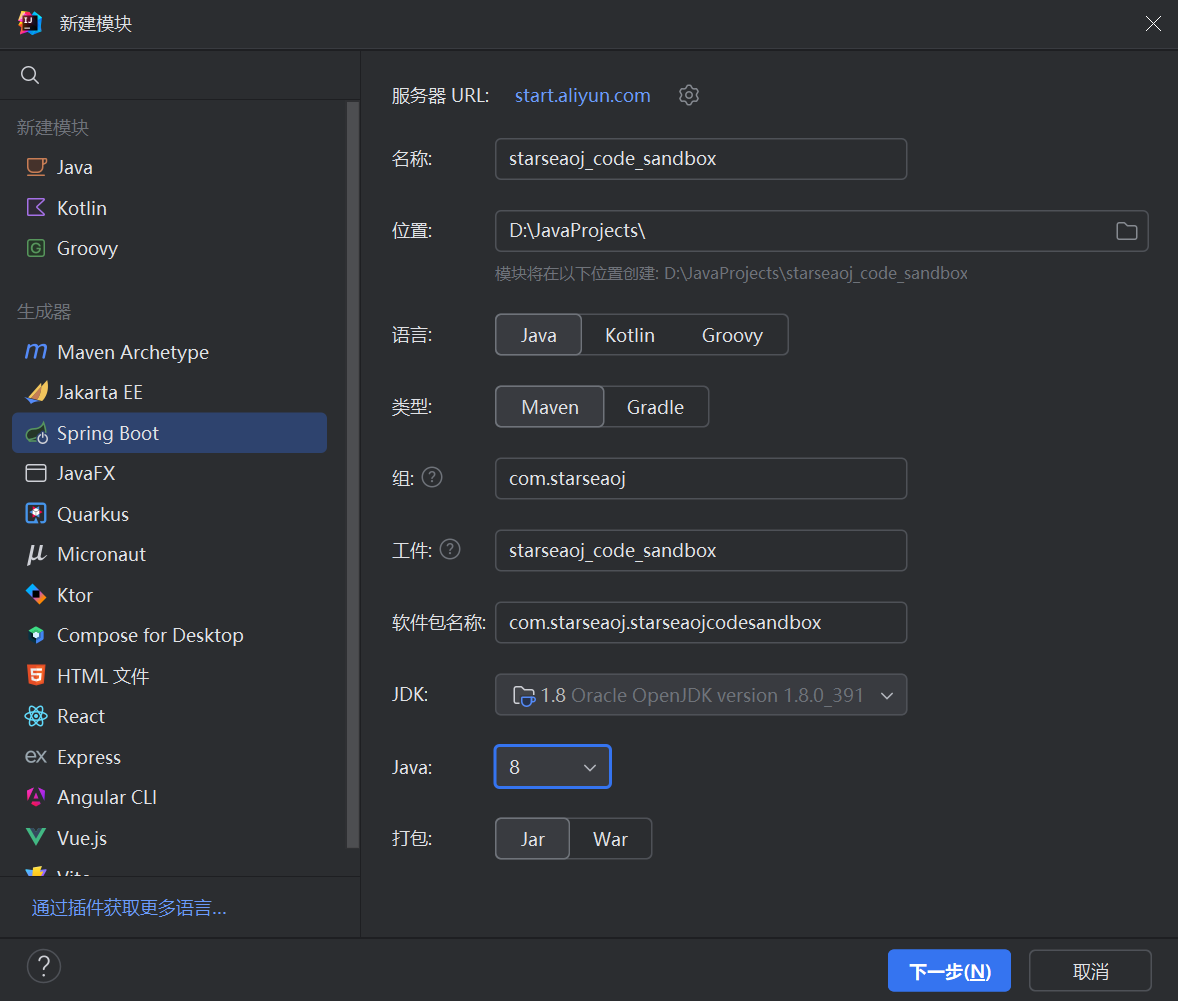 新建模块
新建模块
Java
Kotlin
Groovy
生成器
Maven Archetype
Jakarta EE
Spring Boot
JavaFX
Quarkus
Micronaut
Ktor
Compose for Desktop
HTML 文件
React
Express
Angular CLI
Vue.js
Vite
通过插件获取更多语言...
服务器 URL: start.aliyun.com
名称: starseaoj_code_sandbox
位置: D:\JavaProjects\
模块将在以下位置创建: D:\JavaProjects\starseaoj_code_sandbox
语言: Java Kotlin Groovy
类型: Maven Gradle
组: ? com.starseaoj
工件: ? starseaoj_code_sandbox
软件包名称: com.starseaoj.starseaojcodesandbox
JDK: 1.8 Oracle OpenJDK version 1.8.0_391
Java: 8
打包: Jar War
? 下一步(N) 取消